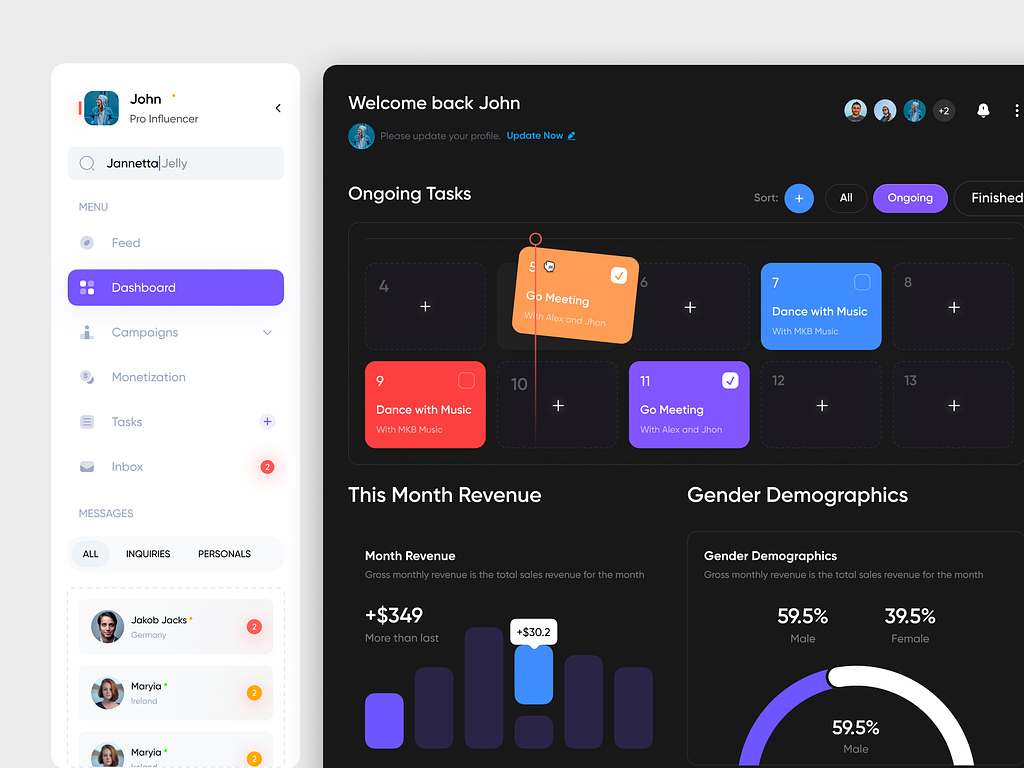 John
Pro Influencer
Jannetta Jelly
MENU
Feed
Dashboard
Campaigns
Monetization
$
Tasks
Inbox
2
MESSAGES
ALL INQUIRIES PERSONALS
Jakob Jacks
Germany
2
Maryia
Ireland
2
Maryia
Ireland
2
Welcome back John
Please update your profile. Update Now
+2
Ongoing Tasks
Sort: + All Ongoing Finished
4
5
Go Meeting
With Alex and Jhon
6
7
Dance with Music
With MKB Music
8
9
Dance with Music
With MKB Music
10
11
Go Meeting
With Alex and Jhon
12
13
This Month Revenue
Month Revenue
Gross monthly revenue is the total sales revenue for the month
+$349
More than last
+$30.2
Gender Demographics
Gender Demographics
Gross monthly revenue is the total sales revenue for the month
59.5% 39.5%
Male Female
59.5%
Male